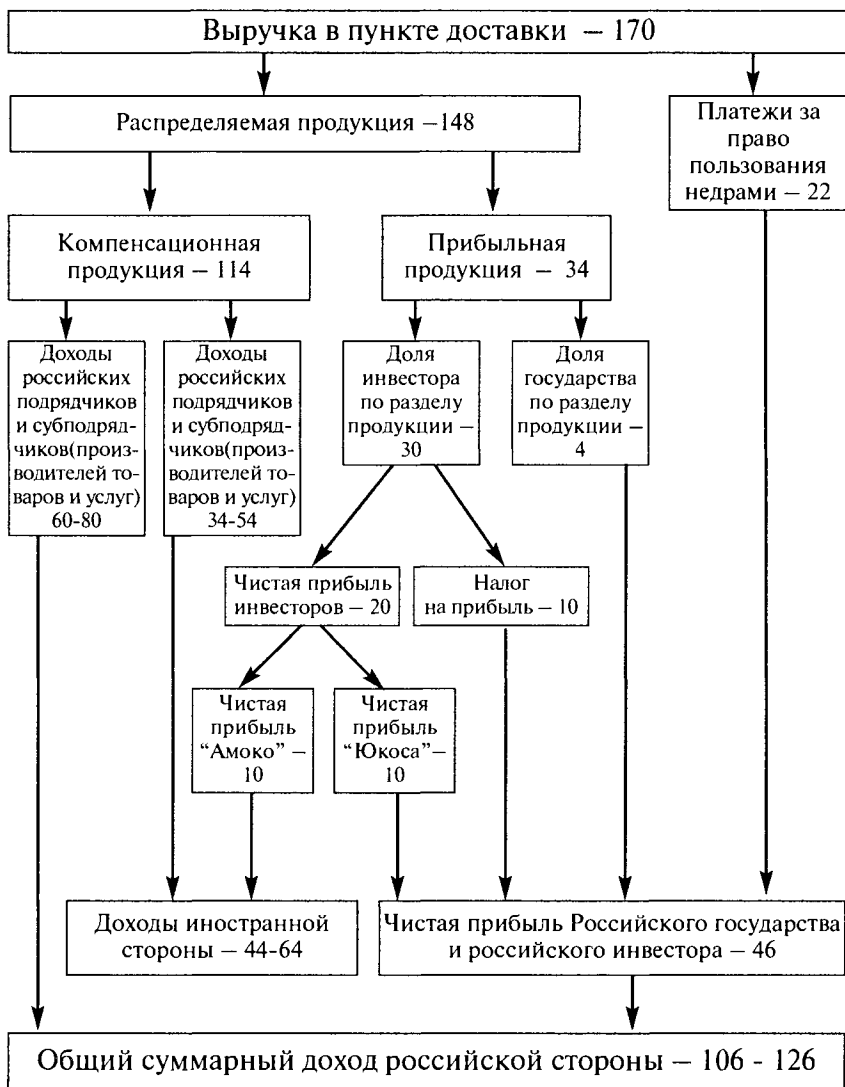 Выручка в пункте доставки – 170
Распределяемая продукция –148
Платежи за
право
пользования
недрами – 22
Компенсационная
продукция – 114
Прибыльная
продукция – 34
Доходы
российских
подрядчиков
и субподряд-
чиков(произ-
водителей то-
варов и услуг)
60-80
Доходы
российских
подрядчиков
и субподряд-
чиков(произ-
водителей то-
варов и услуг)
34-54
Доля
инвестора
по разделу
продукции –
30
Доля
государства
по разделу
продукции –
4
Чистая прибыль
инвесторов – 20
Налог
на прибыль – 10
Чистая
прибыль
“Амоко” –
10
Чистая
прибыль
“Юкоса”–
10
Доходы иностранной
стороны – 44-64
Чистая прибыль Российского государства
и российского инвестора – 46
Общий суммарный доход российской стороны – 106 - 126